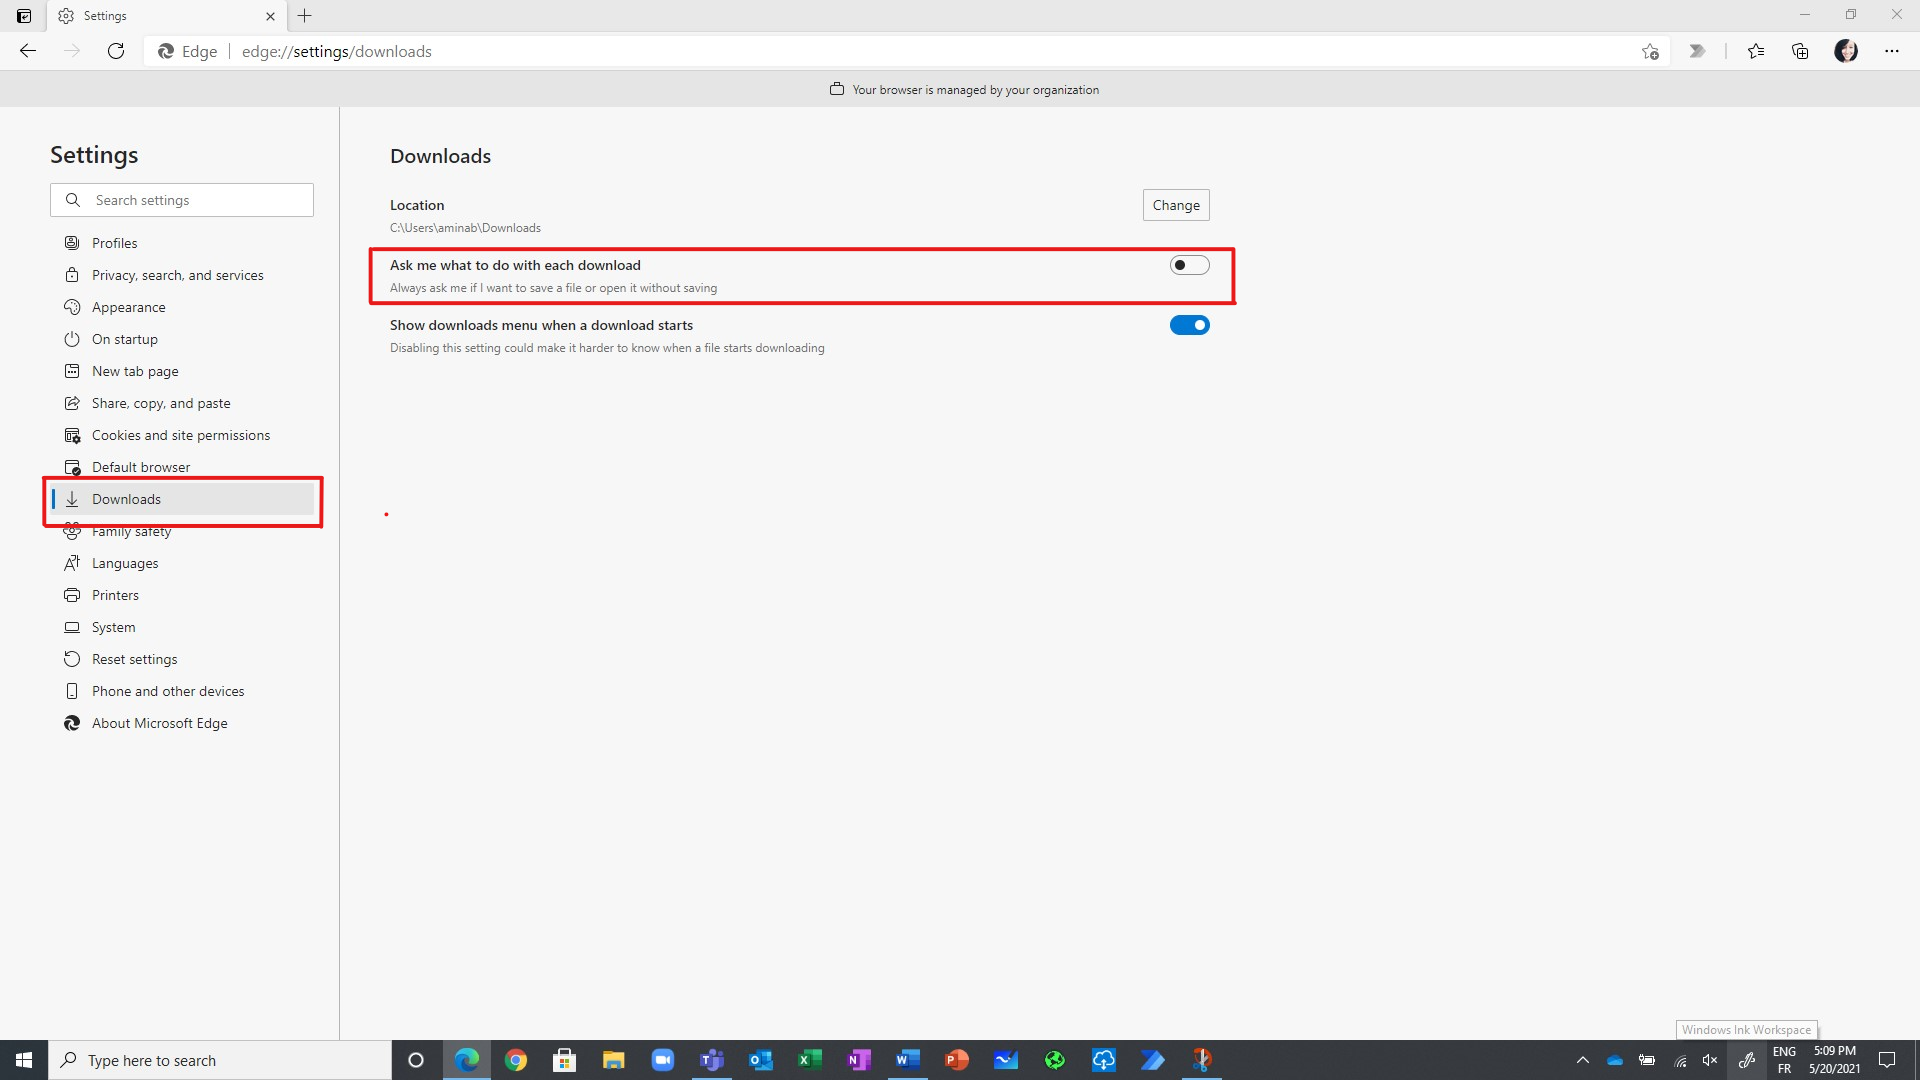 Settings
Edge
edge://settings/downloads
Your browser is managed by your organization
Settings
Search settings
Profiles
Privacy, search, and services
Appearance
On startup
New tab page
Share, copy, and paste
Cookies and site permissions
Default browser
Downloads
Family safety
Languages
Printers
System
Reset settings
Phone and other devices
About Microsoft Edge
Downloads
Location
C:\Users\aminab\Downloads
Change
Ask me what to do with each download
Always ask me if I want to save a file or open it without saving
Show downloads menu when a download starts
Disabling this setting could make it harder to know when a file starts downloading
Windows Ink Workspace
Type here to search
ENG
FR
5:09 PM
5/20/2021